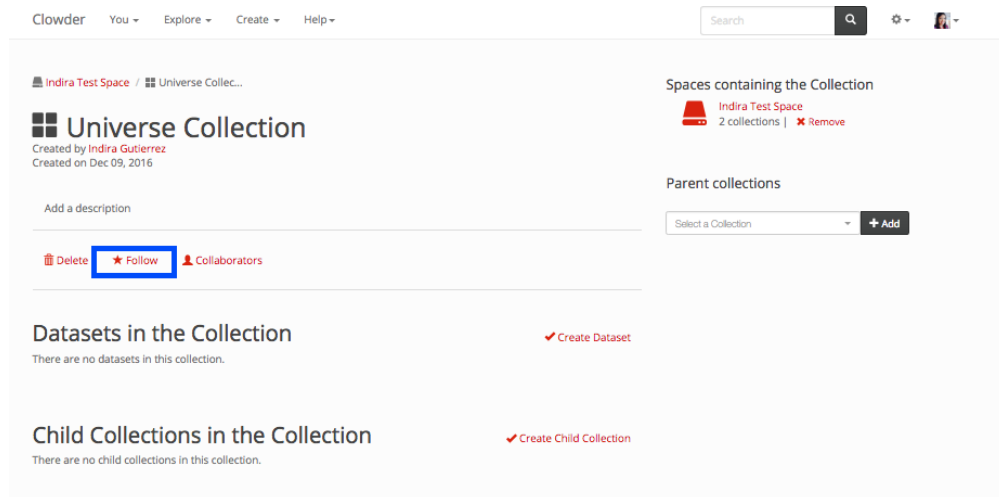 Clowder You Explore Create Help Search
Indira Test Space / Universe Collec...
Universe Collection
Created by Indira Gutierrez
Created on Dec 09, 2016
Add a description
Delete Follow Collaborators
Datasets in the Collection Create Dataset
There are no datasets in this collection.
Child Collections in the Collection Create Child Collection
There are no child collections in this collection.
Spaces containing the Collection
Indira Test Space
2 collections | Remove
Parent collections
Select a Collection Add